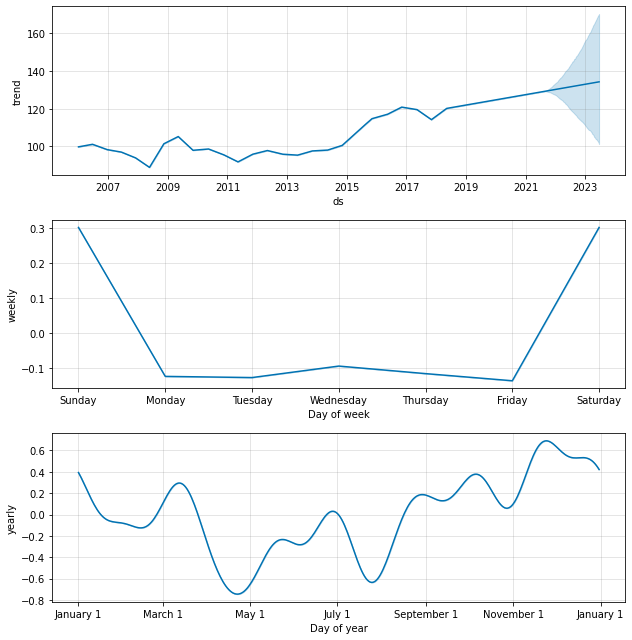 160
140
120
100
trend
2007 2009 2011 2013 2015 2017 2019 2021 2023
ds
0.3
0.2
0.1
0.0
−0.1
weekly
Sunday Monday Tuesday Wednesday Thursday Friday Saturday
Day of week
0.6
0.4
0.2
0.0
−0.2
−0.4
−0.6
−0.8
yearly
January 1 March 1 May 1 July 1 September 1 November 1 January 1
Day of year